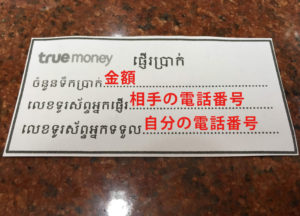 truemoney ផ្ញើរប្រាក់
ចំនួនទឹកប្រាក់ 金額
លេខទូរស័ព្ទអ្នកផ្ញើរ 相手の電話番号
លេខទូរស័ព្ទអ្នកទទួល 自分の電話番号